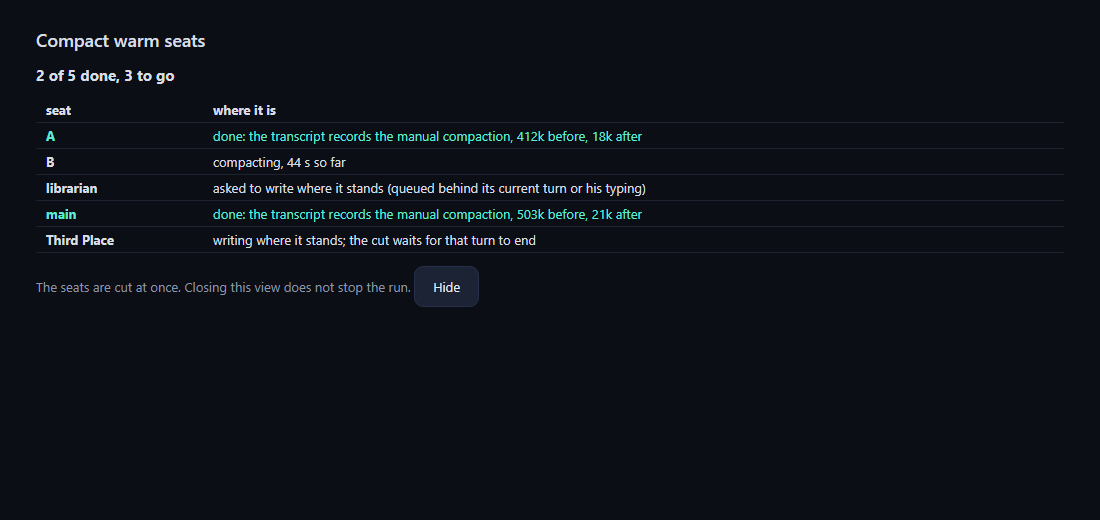 Compact warm seats
2 of 5 done, 3 to go
seat where it is
A done: the transcript records the manual compaction, 412k before, 18k after
B compacting, 44 s so far
librarian asked to write where it stands (queued behind its current turn or his typing)
main done: the transcript records the manual compaction, 503k before, 21k after
Third Place writing where it stands; the cut waits for that turn to end
The seats are cut at once. Closing this view does not stop the run. Hide